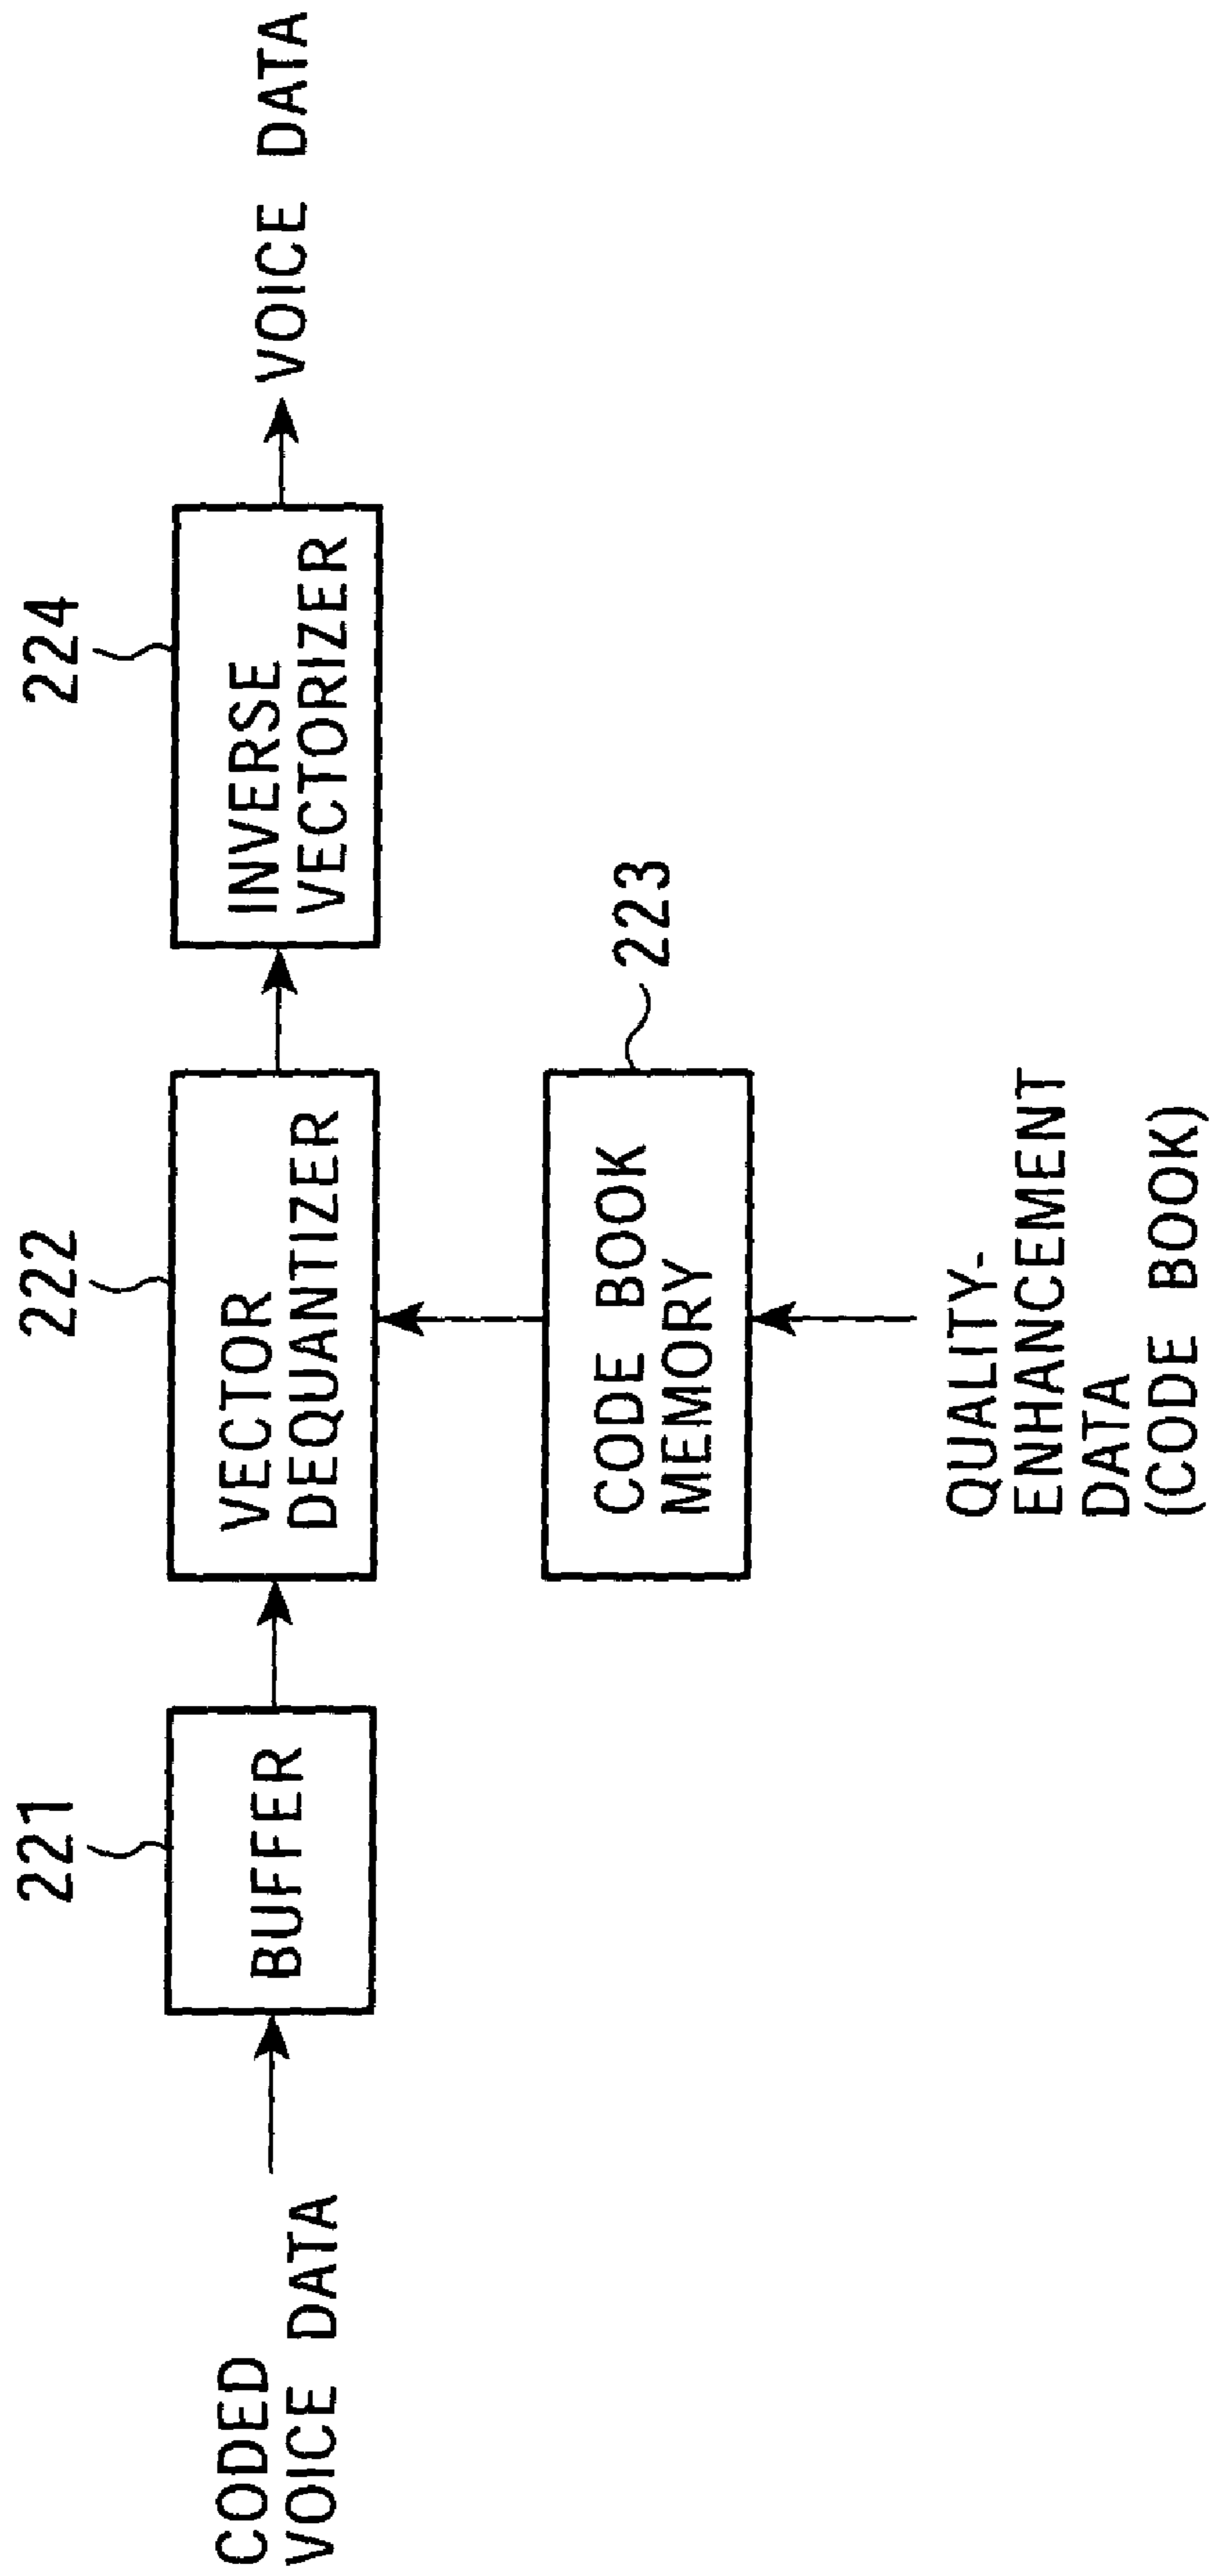 221
222
224
CODED
VOICE DATA
BUFFER
VECTOR
DEQUANTIZER
INVERSE
VECTORIZER
VOICE DATA
223
CODE BOOK
MEMORY
QUALITY-
ENHANCEMENT
DATA
(CODE BOOK)